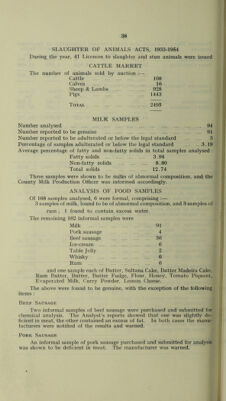 36
SLAUGHTER OF ANIMALS ACTS, 1933-1954
During the year, 41 Licences to slaughter and stun animals were issued
CATTLE MARKET
The number of animals sold by auction :—
Cattle 108
Calves 16
Sheep & Lambs 928
Pigs 1443
TOTAL 2495
MILK SAMPLES
Number analysed 94
Number reported to be genuine 91
Number reported to be adulterated or below the legal standard 3
Percentage of samples adulterated or below the legal standard 3.19
Average percentage of fatty and non-fatty solids in total samples analysed
Fatty solids 3.94
Non-fatty solids 8.80
Total solids 12.74
Three samples were shown to be milks of abnormal composition, and the
County Milk Production Officer was informed accordingly.
ANALYSIS OF FOOD SAMPLES
Of 168 samples analysed, 6 were formal, comprising :—
3 samples of milk, found to be of abnormal composition, and 3 samples of
rum ; 1 found to contain excess water.
The remaining 162 informal samples were
Milk 91
Pork sausage 4
Beef sausage
Ice-cream 6
Table Jelly 2
Whisky 6
Rum 6
and one sample each of Butter, Sultana Cake, Butter Madeira Cake,
Rum Butter, Butter, Butter Fudge, Flour, Honey, Tomato Piquant,
Evaporated Milk, Curry Powder, Lemon Cheese.
The above were found to be genuine, with the exception of the following
items :
BEEF SAUSAGE
Two informal samples of beef sausage were purchased and submitted for
chemical analysis. The Analyst's reports showed that one was slightly de-
ficient in meat, the other contained an excess of fat. In both cases the manu-
facturers were notified of the results and warned.
PORK SAUSAGE
An informal sample of pork sausage purchased and submitted for analysis
was shown to be deficient in meat. The manufacturer was warned.